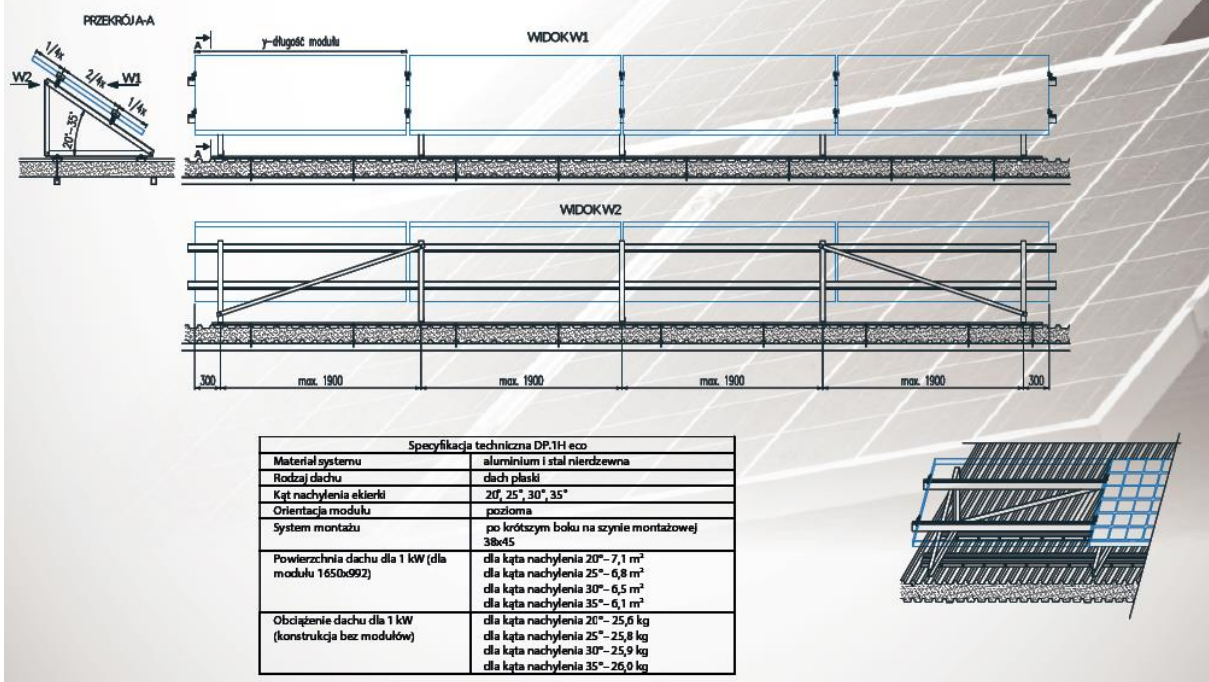 PRZEKRÓJ A-A
1/4x
2/4x
1/4x
W2
W1
20°-35°
WIDOK W1
A
y-długość modułu
A
WIDOK W2
300
max. 1900
max. 1900
max. 1900
max. 1900
300
Specyfikacja techniczna DP.1H eco
Materiał systemu aluminium i stal nierdzewna
Rodzaj dachu dach płaski
Kąt nachylenia ekierki 20°, 25°, 30°, 35°
Orientacja modułu pozioma
System montażu po krótszym boku na szynie montażowej
38x45
Powierzchnia dachu dla 1 kW (dla dla kąta nachylenia 20°– 7,1 m²
modułu 1650x992) dla kąta nachylenia 25°– 6,8 m²
dla kąta nachylenia 30°– 6,5 m²
dla kąta nachylenia 35°– 6,1 m²
Obciążenie dachu dla 1 kW dla kąta nachylenia 20°– 25,6 kg
(konstrukcja bez modułów) dla kąta nachylenia 25°– 25,8 kg
dla kąta nachylenia 30°– 25,9 kg
dla kąta nachylenia 35°– 26,0 kg